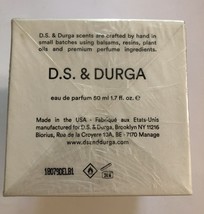 D.S. & Durga scents are crafted by hand in
small batches using balsams, resins, plant
oils and premium perfume ingredients.
D.S. & DURGA
eau de parfum 50 ml 1.7 fl. oz. ℮
Made in the USA - Fabriqué aux Etats-Unis
manufactured for D.S. & Durga, Brooklyn NY 11216
Biorius, Rue de la Croyere 13A, BE - 7170 Manage
www.dsanddurga.com